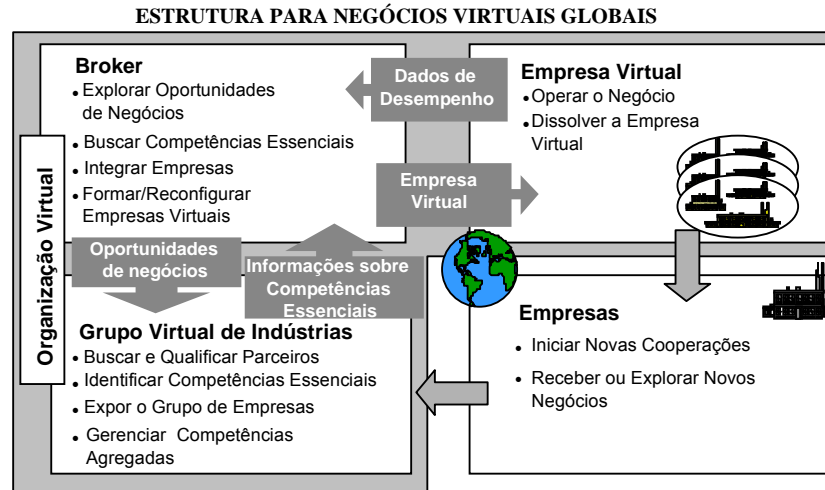 ESTRUTURA PARA NEGÓCIOS VIRTUAIS GLOBAIS
Organização Virtual
Broker
• Explorar Oportunidades
de Negócios
• Buscar Competências Essenciais
• Integrar Empresas
• Formar/Reconfigurar
Empresas Virtuais
Dados de
Desempenho
Empresa
Virtual
Empresa Virtual
• Operar o Negócio
• Dissolver a Empresa
Virtual
Oportunidades
de negócios
Informações sobre
Competências
Essenciais
Grupo Virtual de Indústrias
• Buscar e Qualificar Parceiros
• Identificar Competências Essenciais
• Expor o Grupo de Empresas
• Gerenciar Competências
Agregadas
Empresas
• Iniciar Novas Cooperações
• Receber ou Explorar Novos
Negócios